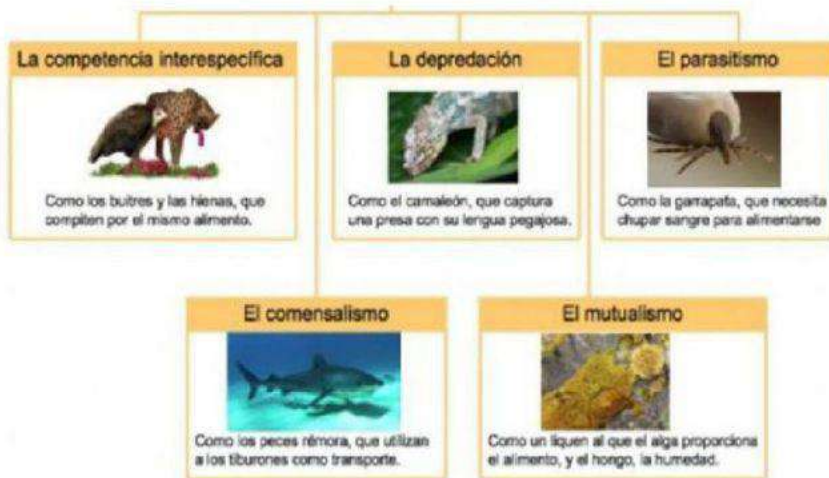 La competencia interespecífica
Como los buitres y las hienas, que
compiten por el mismo alimento.
La depredación
Como el camaleón, que captura
una presa con su lengua pegajosa.
El parasitismo
Como la garrapata, que necesita
chupar sangre para alimentarse
El comensalismo
Como los peces rémora, que utilizan
a los tiburones como transporte.
El mutualismo
Como un liquen al que el alga proporciona
el alimento, y el hongo, la humedad.